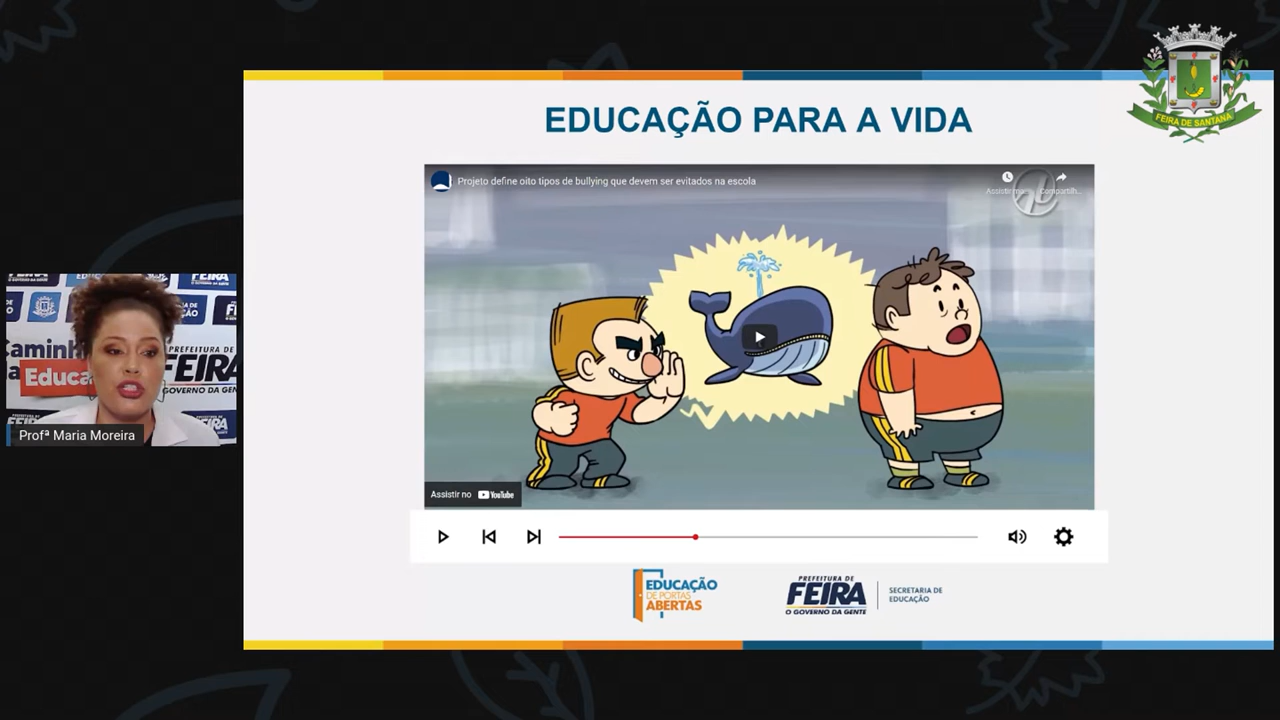 FEIRA DE SANTANA
EDUCAÇÃO PARA A VIDA
Projeto define oito tipos de bullying que devem ser evitados na escola
Assistir no YouTube
PREFEITURA DE
FEIRA
GOVERNO DA GENTE
Profª Maria Moreira
EDUCAÇÃO
DE PORTAS
ABERTAS
PREFEITURA DE
FEIRA
O GOVERNO DA GENTE
SECRETARIA DE
EDUCAÇÃO